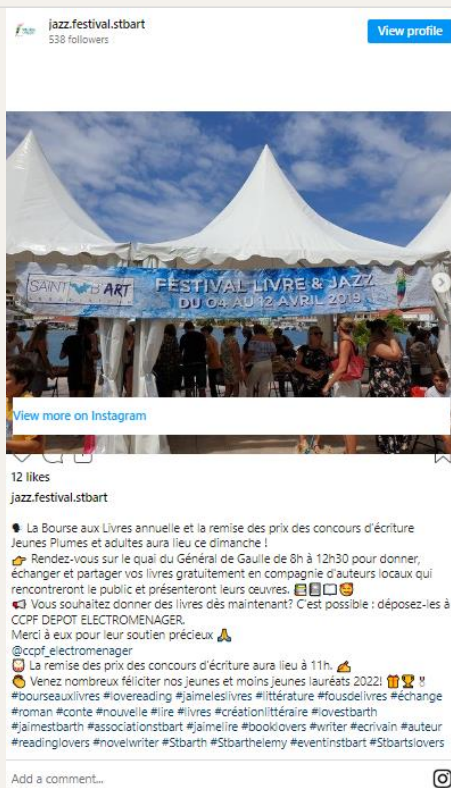 jazz.festival.stbart
538 followers
View profile
SAINT B'ART
FESTIVAL LIVRE & JAZZ
DU 04 AU 12 AVRIL 2019
View more on Instagram
12 likes
jazz.festival.stbart
🗣 La Bourse aux Livres annuelle et la remise des prix des concours d'écriture
Jeunes Plumes et adultes aura lieu ce dimanche !
👉 Rendez-vous sur le quai du Général de Gaulle de 8h à 12h30 pour donner,
échanger et partager vos livres gratuitement en compagnie d'auteurs locaux qui
rencontreront le public et présenteront leurs œuvres.
📢 Vous souhaitez donner des livres dès maintenant? C'est possible : déposez-les à
CCPF DEPOT ELECTROMENAGER.
Merci à eux pour leur soutien précieux 🙏
@ccpf_electromenager
La remise des prix des concours d'écriture aura lieu à 11h. ✍
👏 Venez nombreux féliciter nos jeunes et moins jeunes lauréats 2022!
#bourseauxlivres #lovereading #jaimeleslivres #littérature #fousdelivres #échange
#roman #conte #nouvelle #lire #livres #créationlittéraire #lovestbarth
#jaimestbarth #associationstbart #jaimelire #booklovers #writer #ecrivain #auteur
#readinglovers #novelwriter #Stbarth #Stbarthelemy #eventinstbart #Stbartslovers
Add a comment...